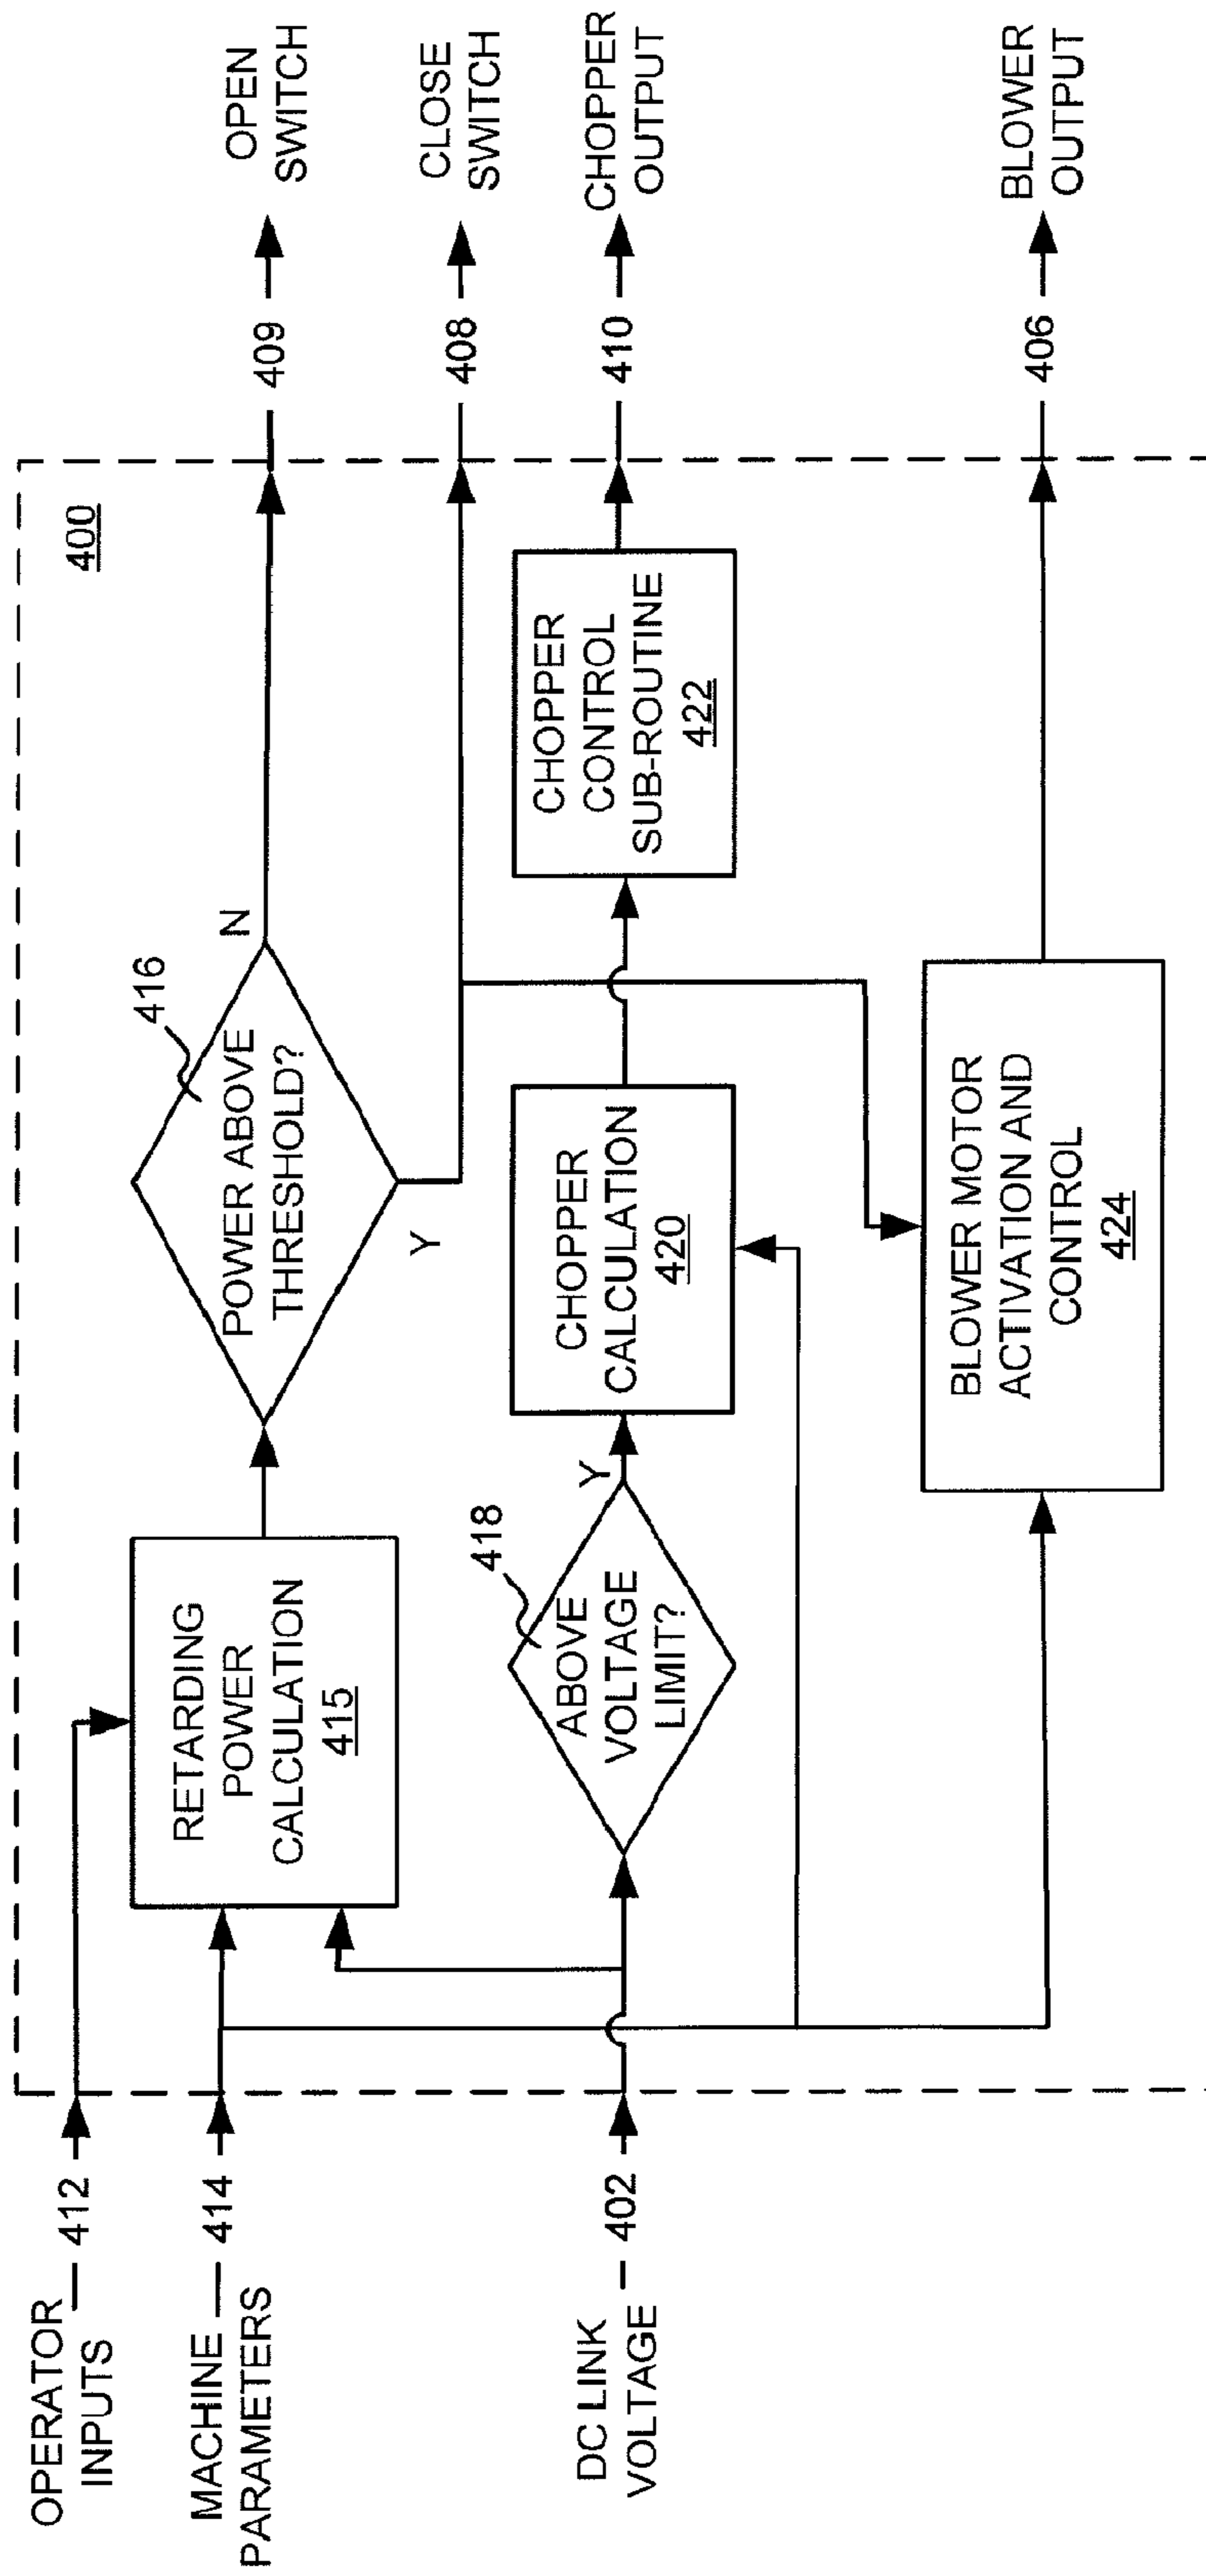 OPERATOR
INPUTS
412
MACHINE
PARAMETERS
414
DC LINK
VOLTAGE
402
400
RETARDING
POWER
CALCULATION
415
POWER ABOVE
THRESHOLD?
416
N
Y
ABOVE
VOLTAGE
LIMIT?
418
Y
CHOPPER
CALCULATION
420
CHOPPER
CONTROL
SUB-ROUTINE
422
BLOWER MOTOR
ACTIVATION AND
CONTROL
424
409
OPEN
SWITCH
408
CLOSE
SWITCH
410
CHOPPER
OUTPUT
406
BLOWER
OUTPUT